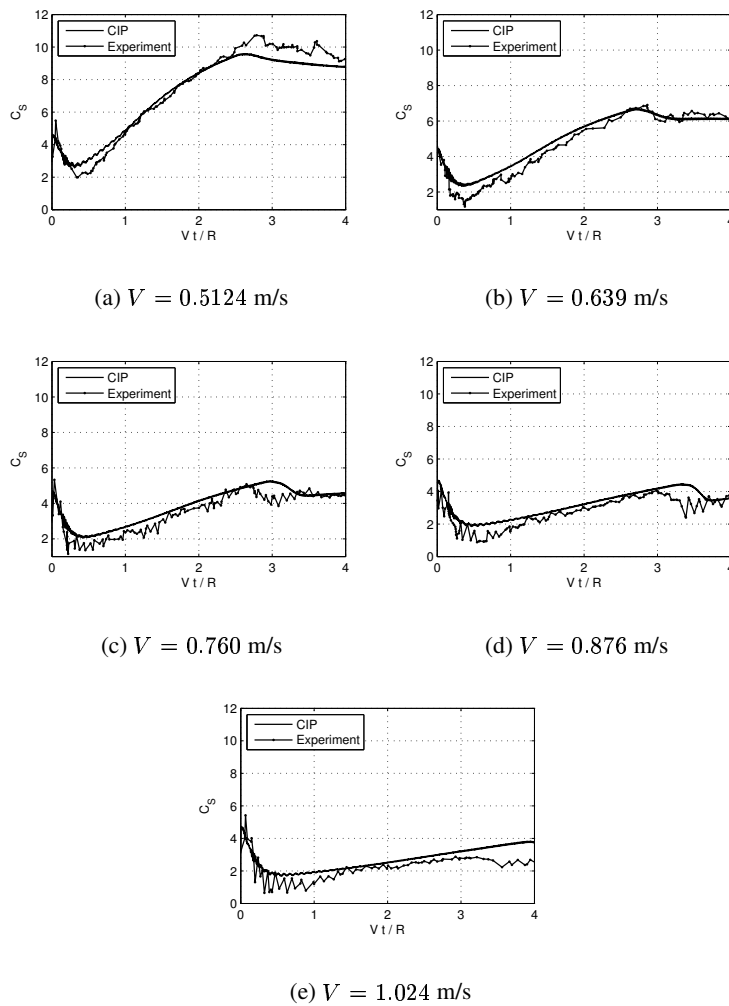 12
10
8
6
4
2
0
C_S
CIP
Experiment
0 1 2 3 4
V t / R
(a) V = 0.5124 m/s
12
10
8
6
4
2
C_S
CIP
Experiment
0 1 2 3 4
V t / R
(b) V = 0.639 m/s
12
10
8
6
4
2
C_S
CIP
Experiment
0 1 2 3 4
V t / R
(c) V = 0.760 m/s
12
10
8
6
4
2
0
C_S
CIP
Experiment
0 1 2 3 4
V t / R
(d) V = 0.876 m/s
12
10
8
6
4
2
0
C_S
CIP
Experiment
0 1 2 3 4
V t / R
(e) V = 1.024 m/s